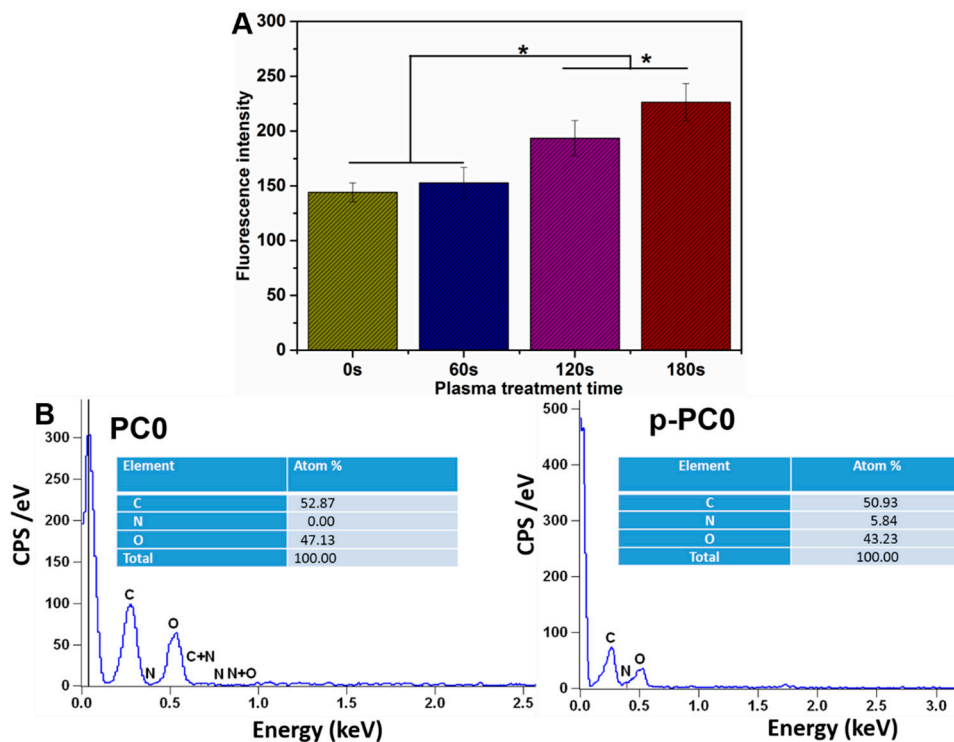 A
300
250
200
150
100
50
0
Fluorescence intensity
*
*
0s 60s 120s 180s
Plasma treatment time
B
PC0
CPS /eV
300
200
100
0
Element Atom %
C 52.87
N 0.00
O 47.13
Total 100.00
C
O
C+N
N
N N+O
0.0 0.5 1.0 1.5 2.0 2.5
Energy (keV)
p-PC0
CPS /eV
500
400
300
200
100
0
Element Atom %
C 50.93
N 5.84
O 43.23
Total 100.00
C
O
N
0.0 0.5 1.0 1.5 2.0 2.5 3.0
Energy (keV)